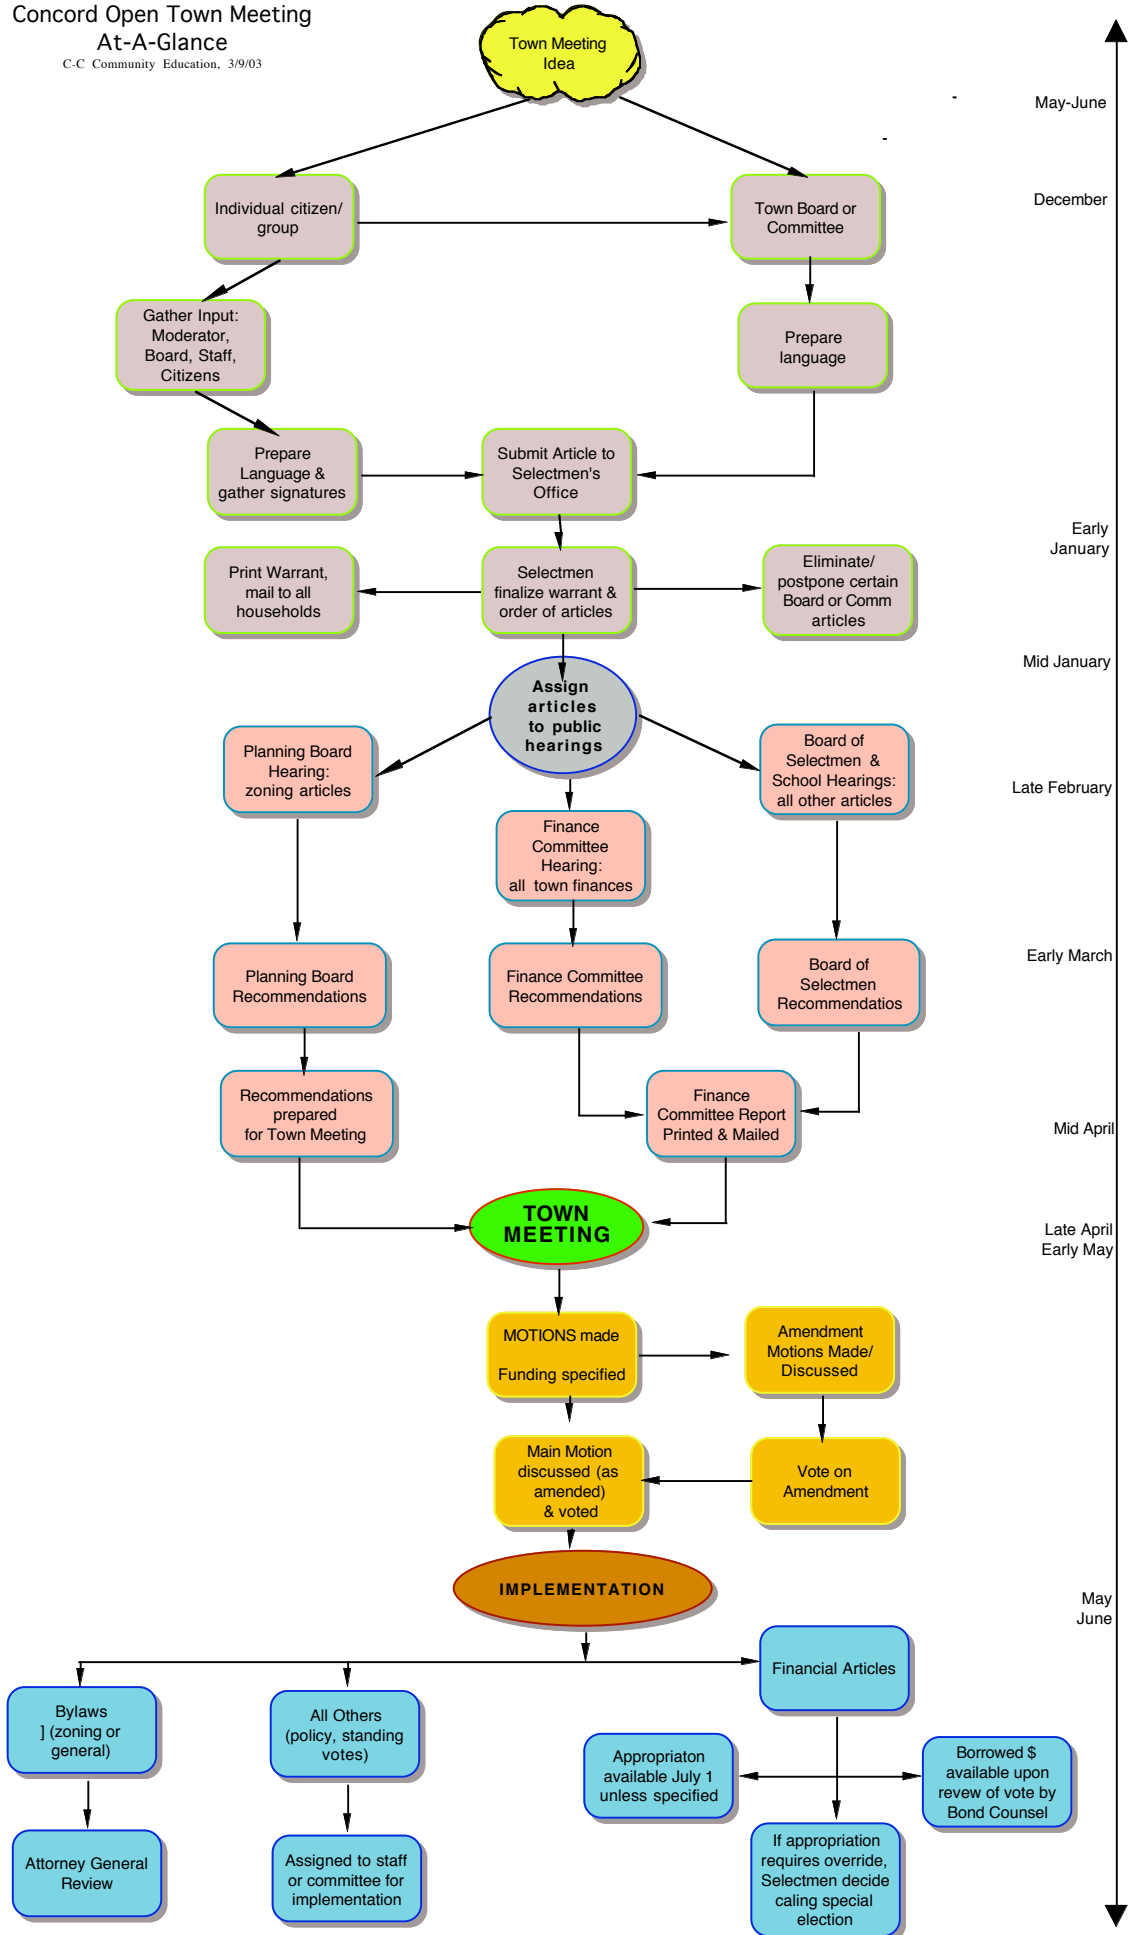 Concord Open Town Meeting
At-A-Glance
C-C Community Education, 3/9/03
Town Meeting
Idea
May-June
December
Individual citizen/
group
Town Board or
Committee
Gather Input:
Moderator,
Board, Staff,
Citizens
Prepare
language
Prepare
Language &
gather signatures
Submit Article to
Selectmen's
Office
Early
January
Print Warrant,
mail to all
households
Selectmen
finalize warrant &
order of articles
Eliminate/
postpone certain
Board or Comm
articles
Mid January
Assign
articles
to public
hearings
Planning Board
Hearing:
zoning articles
Board of
Selectmen &
School Hearings:
all other articles
Late February
Finance
Committee
Hearing:
all town finances
Early March
Planning Board
Recommendations
Finance Committee
Recommendations
Board of
Selectmen
Recommendatios
Recommendations
prepared
for Town Meeting
Finance
Committee Report
Printed & Mailed
Mid April
TOWN
MEETING
Late April
Early May
MOTIONS made
Funding specified
Amendment
Motions Made/
Discussed
Main Motion
discussed (as
amended)
& voted
Vote on
Amendment
IMPLEMENTATION
May
June
Financial Articles
Bylaws
] (zoning or
general)
All Others
(policy, standing
votes)
Appropriaton
available July 1
unless specified
Borrowed $
available upon
revew of vote by
Bond Counsel
Attorney General
Review
Assigned to staff
or committee for
implementation
If appropriation
requires override,
Selectmen decide
caling special
election